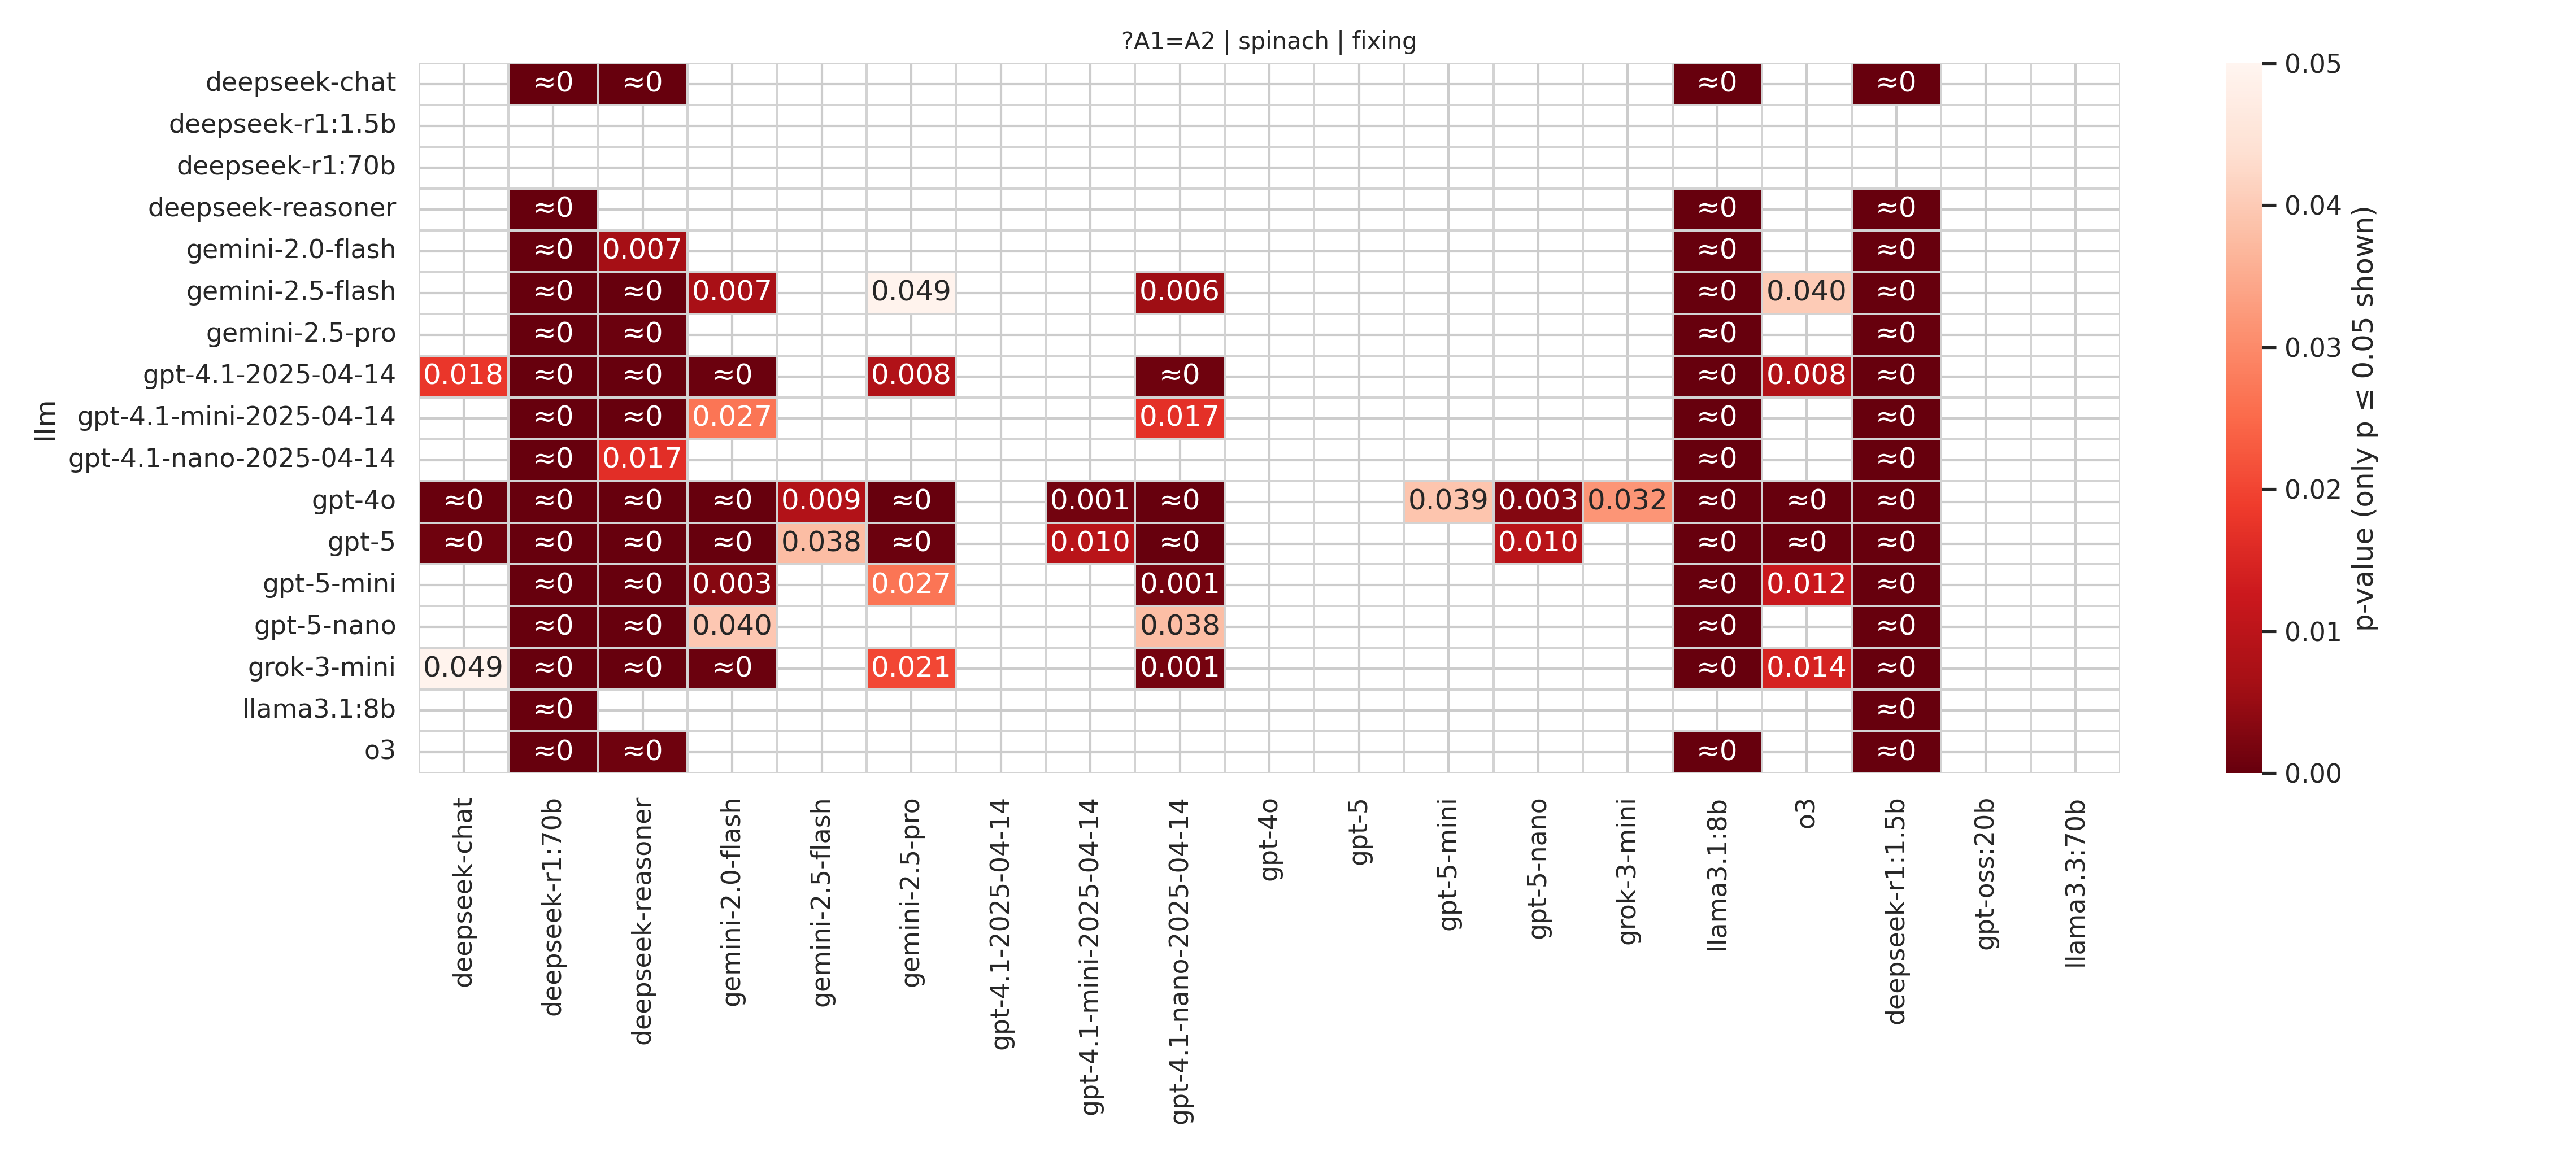 ?A1=A2 | spinach | fixing
deepseek-chat ≈0 ≈0 ≈0 ≈0
deepseek-r1:1.5b
deepseek-r1:70b
deepseek-reasoner ≈0 ≈0 ≈0
gemini-2.0-flash ≈0 0.007 ≈0 ≈0
gemini-2.5-flash ≈0 ≈0 0.007 0.049 0.006 ≈0 0.040 ≈0
gemini-2.5-pro ≈0 ≈0 ≈0 ≈0
gpt-4.1-2025-04-14 0.018 ≈0 ≈0 ≈0 0.008 ≈0 ≈0 0.008 ≈0
gpt-4.1-mini-2025-04-14 ≈0 ≈0 0.027 0.017 ≈0 ≈0
gpt-4.1-nano-2025-04-14 ≈0 0.017 ≈0 ≈0
gpt-4o ≈0 ≈0 ≈0 ≈0 0.009 ≈0 0.001 ≈0 0.039 0.003 0.032 ≈0 ≈0 ≈0
gpt-5 ≈0 ≈0 ≈0 ≈0 0.038 ≈0 0.010 ≈0 0.010 ≈0 ≈0 ≈0
gpt-5-mini ≈0 ≈0 0.003 0.027 0.001 ≈0 0.012 ≈0
gpt-5-nano ≈0 ≈0 0.040 0.038 ≈0 ≈0
grok-3-mini 0.049 ≈0 ≈0 ≈0 0.021 0.001 ≈0 0.014 ≈0
llama3.1:8b ≈0 ≈0
o3 ≈0 ≈0 ≈0 ≈0
llm
deepseek-chat
deepseek-r1:70b
deepseek-reasoner
gemini-2.0-flash
gemini-2.5-flash
gemini-2.5-pro
gpt-4.1-2025-04-14
gpt-4.1-mini-2025-04-14
gpt-4.1-nano-2025-04-14
gpt-4o
gpt-5
gpt-5-mini
gpt-5-nano
grok-3-mini
llama3.1:8b
o3
deepseek-r1:1.5b
gpt-oss:20b
llama3.3:70b
0.05
0.04
0.03
0.02
0.01
0.00
p-value (only p ≤ 0.05 shown)